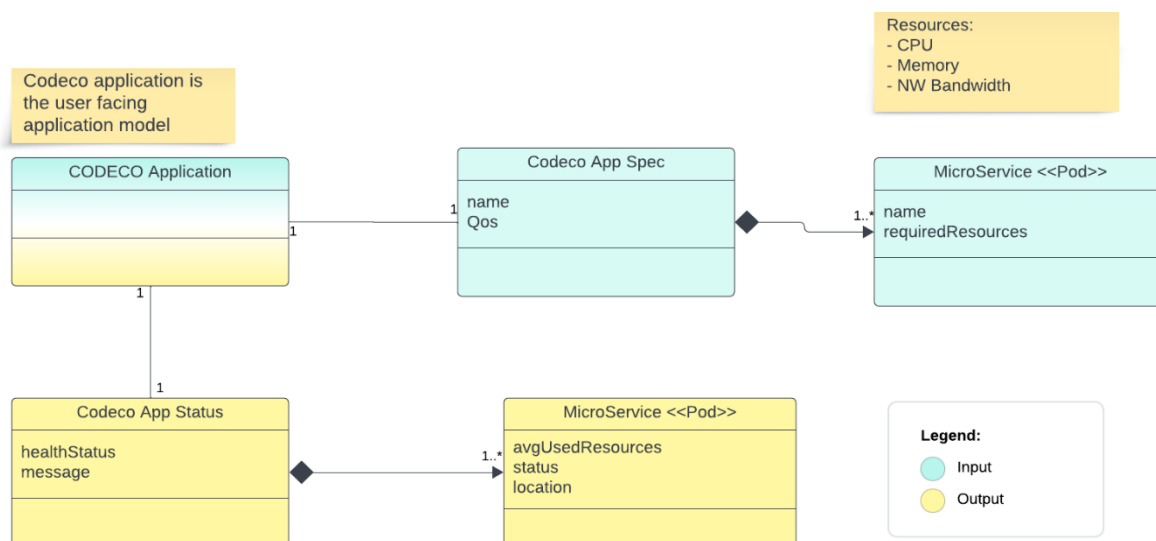 Resources:
- CPU
- Memory
- NW Bandwidth
Codeco application is
the user facing
application model
CODECO Application
1
1
Codeco App Spec
name
Qos
1
1..*
MicroService <<Pod>>
name
requiredResources
1
Codeco App Status
healthStatus
message
1..*
MicroService <<Pod>>
avgUsedResources
status
location
Legend:
Input
Output